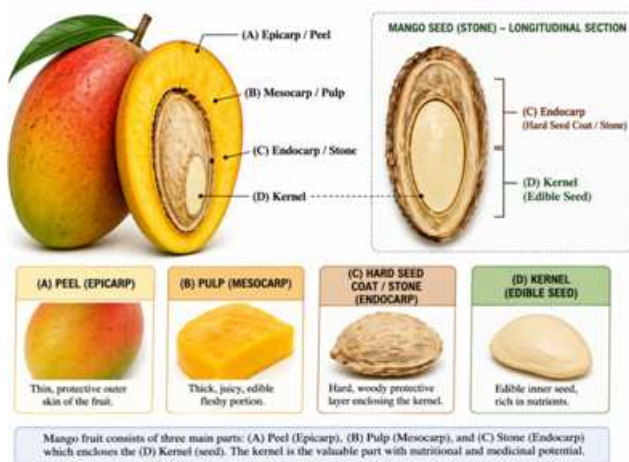 (A) Epicarp / Peel
(B) Mesocarp / Pulp
(C) Endocarp / Stone
(D) Kernel
MANGO SEED (STONE) – LONGITUDINAL SECTION
(C) Endocarp
(Hard Seed Coat / Stone)
(D) Kernel
(Edible Seed)
(A) PEEL (EPICARP)
Thin, protective outer
skin of the fruit.
(B) PULP (MESOCARP)
Thick, juicy, edible
fleshy portion.
(C) HARD SEED
COAT / STONE
(ENDOCARP)
Hard, woody protective
layer enclosing the kernel.
(D) KERNEL
(EDIBLE SEED)
Edible inner seed,
rich in nutrients.
Mango fruit consists of three main parts: (A) Peel (Epicarp), (B) Pulp (Mesocarp), and (C) Stone (Endocarp)
which encloses the (D) Kernel (seed). The kernel is the valuable part with nutritional and medicinal potential.